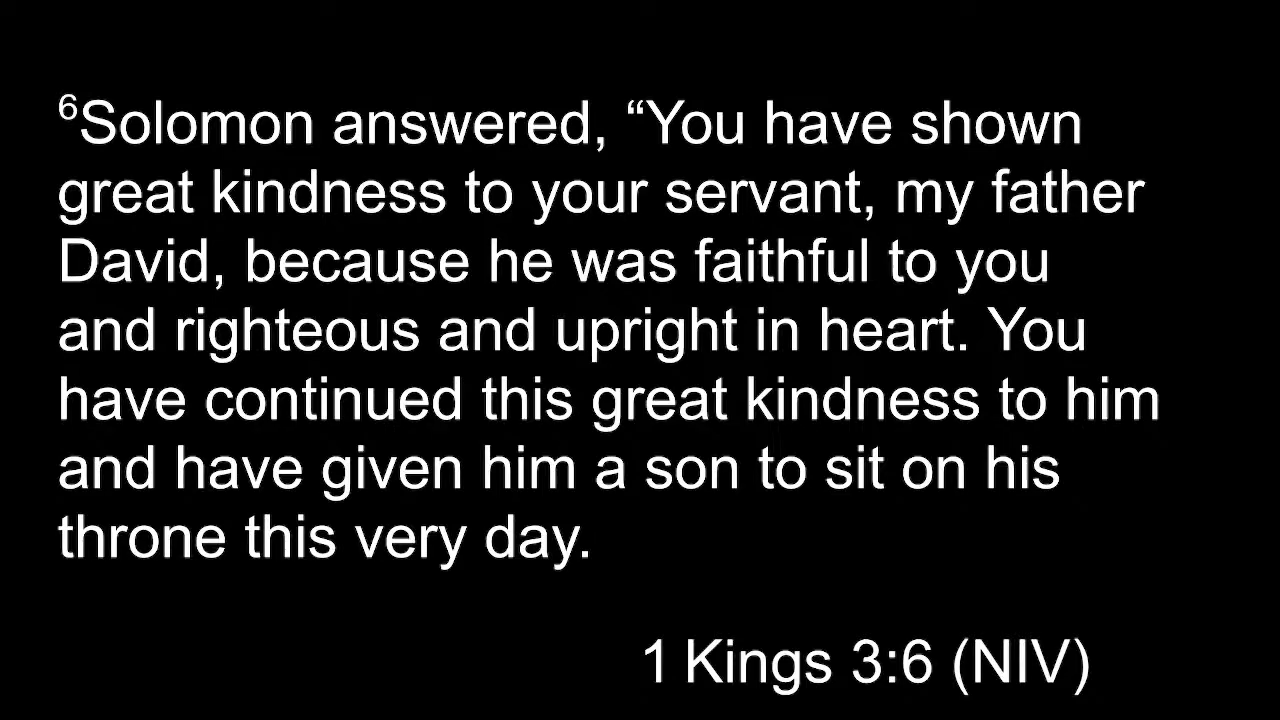 ⁶Solomon answered, “You have shown
great kindness to your servant, my father
David, because he was faithful to you
and righteous and upright in heart. You
have continued this great kindness to him
and have given him a son to sit on his
throne this very day.
1 Kings 3:6 (NIV)